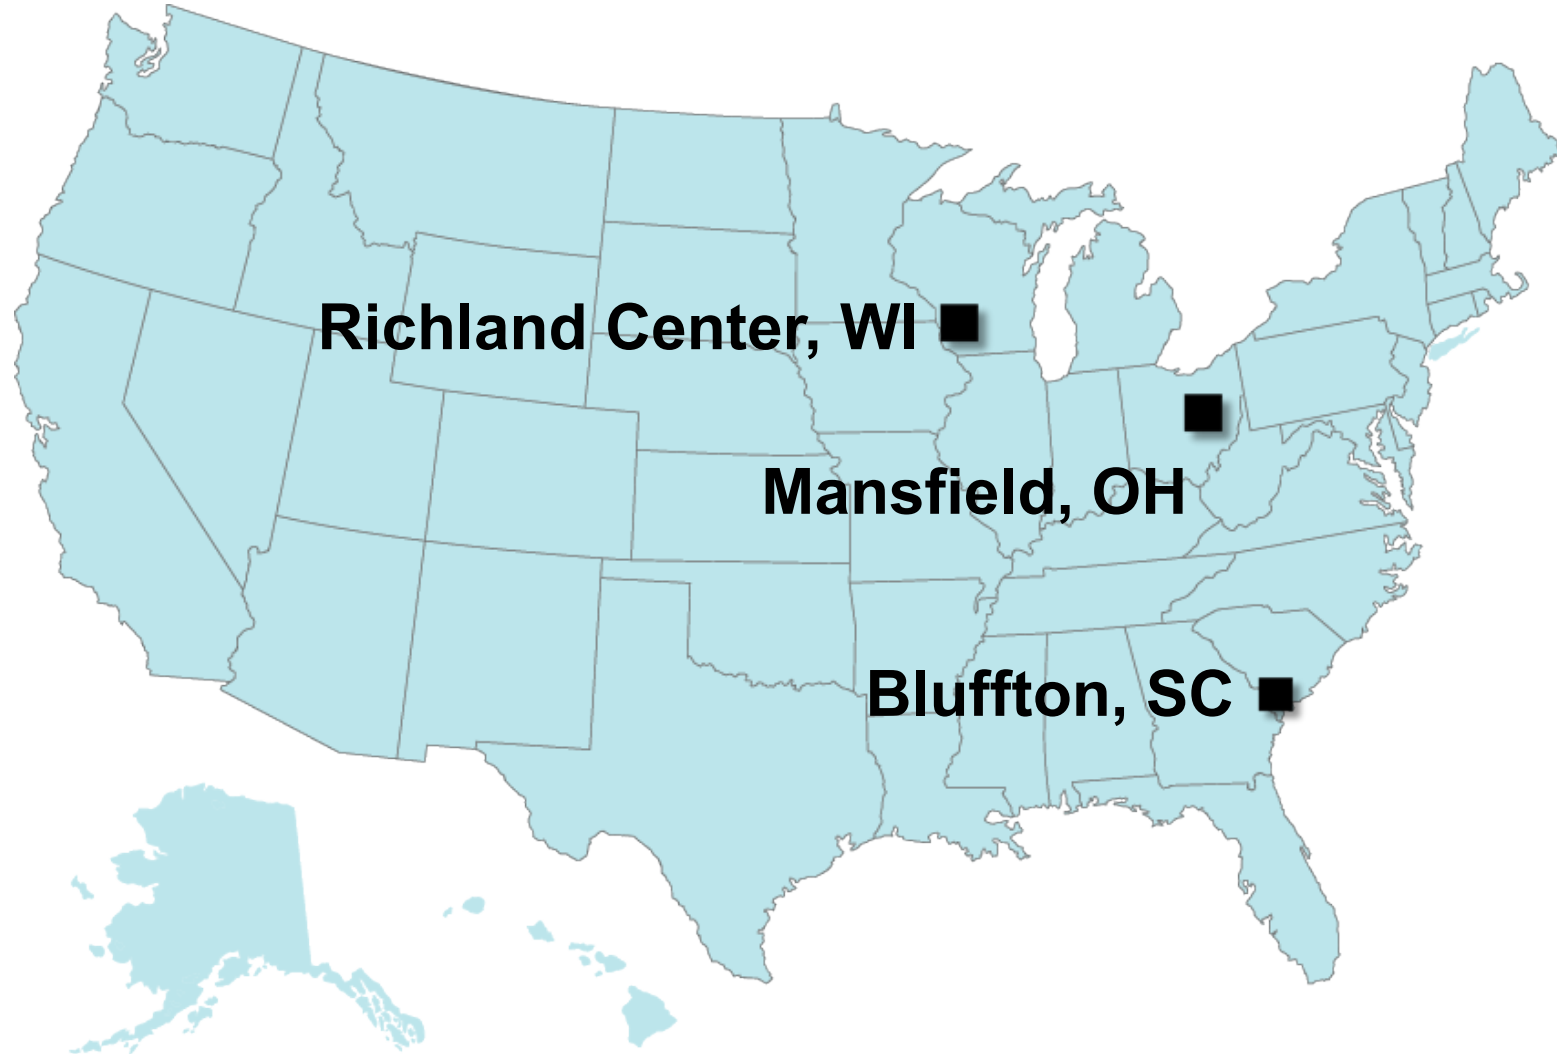 Richland Center, WI
Mansfield, OH
Bluffton, SC